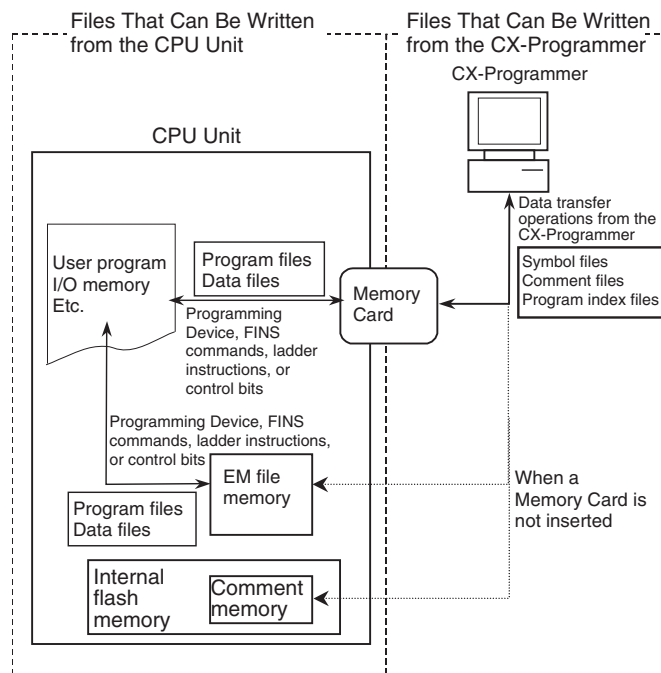 Files That Can Be Written
from the CPU Unit
Files That Can Be Written
from the CX-Programmer
CX-Programmer
CPU Unit
Data transfer
operations from the
CX-Programmer
Symbol files
Comment files
Program index files
User program
I/O memory
Etc.
Program files
Data files
Memory
Card
Programming
Device, FINS
commands, ladder
instructions, or
control bits
Programming Device, FINS
commands, ladder instructions,
or control bits
EM file
memory
Program files
Data files
When a
Memory Card is
not inserted
Internal
flash
memory
Comment
memory